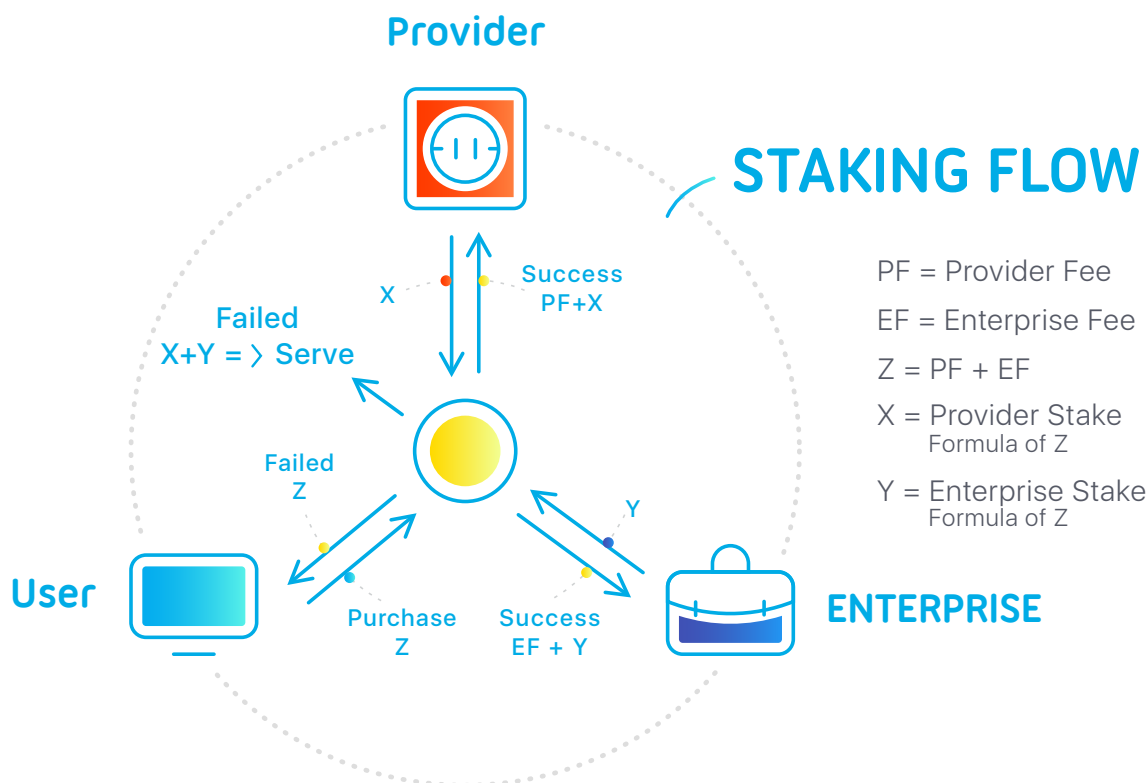 Provider
STAKING FLOW
PF = Provider Fee
EF = Enterprise Fee
Z = PF + EF
X = Provider Stake
Formula of Z
Y = Enterprise Stake
Formula of Z
X
Success
PF+X
Failed
X+Y = > Serve
Failed
Z
Y
User
Purchase
Z
Success
EF + Y
ENTERPRISE